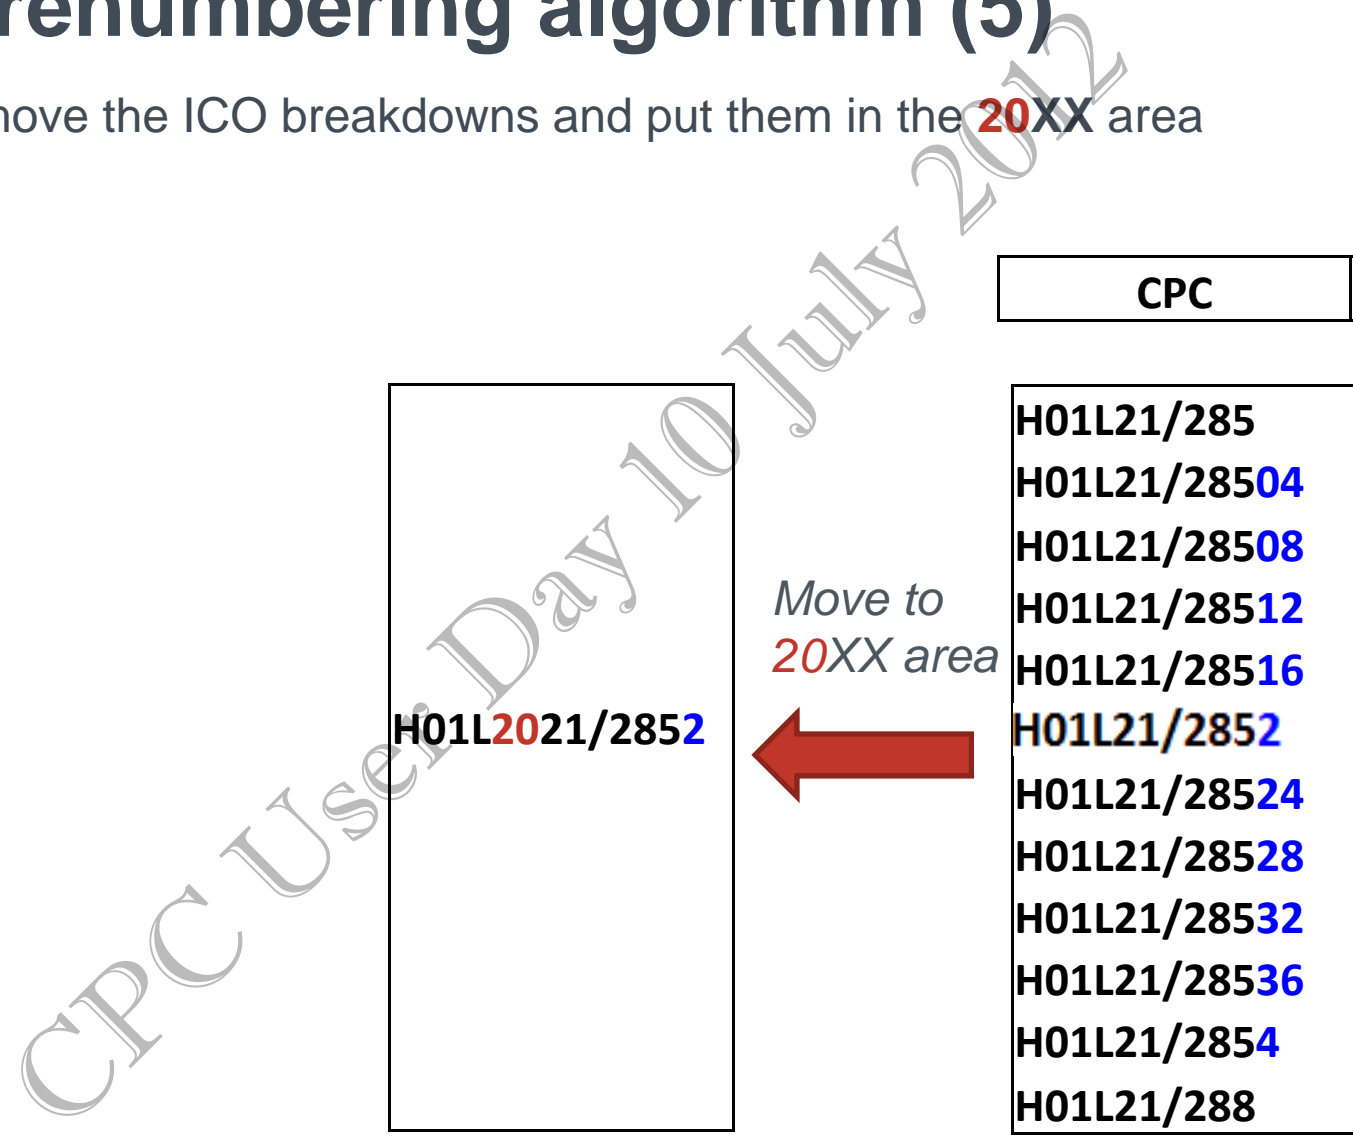 renumbering algorithm (5)
move the ICO breakdowns and put them in the 20XX area
CPC
H01L21/285
H01L21/28504
H01L21/28508
H01L21/28512
Move to
20XX area
H01L21/28516
H01L2021/2852
H01L21/2852
H01L21/28524
H01L21/28528
H01L21/28532
H01L21/28536
H01L21/2854
H01L21/288
CPC User Day 10 July 2012